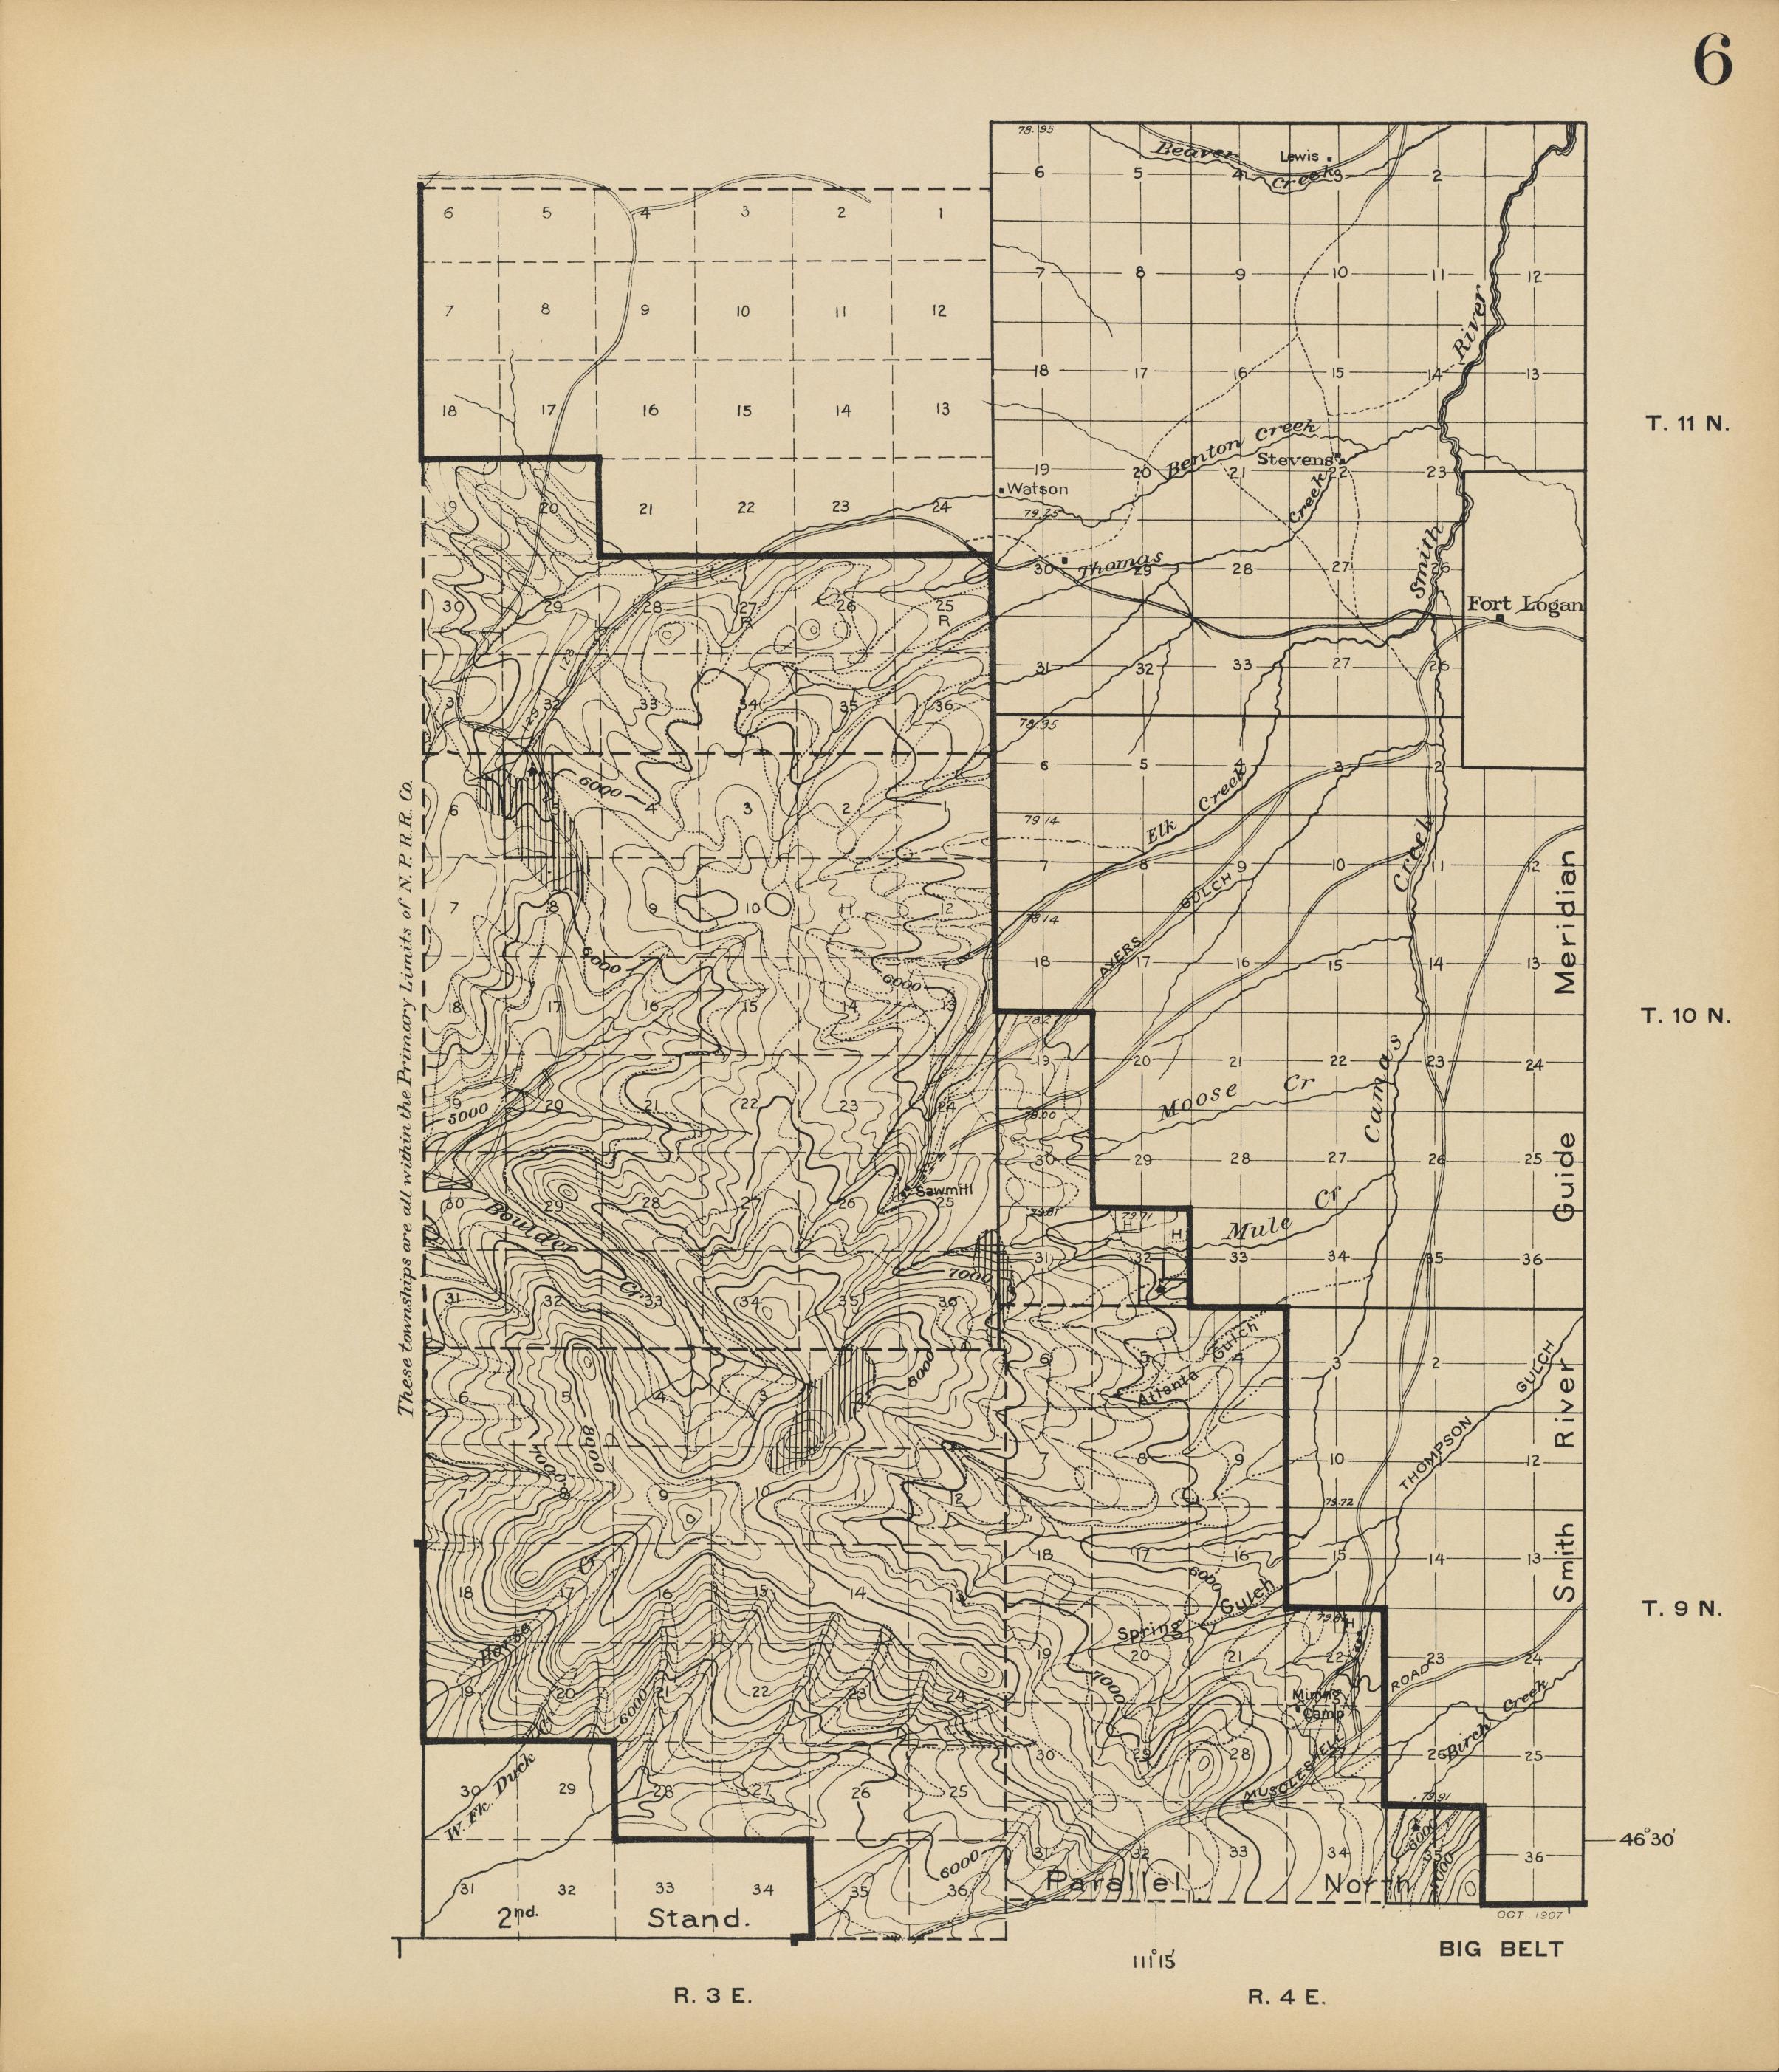 6
78.95
Beaver
Creek
Lewis
6 5 4 3 2
6 5 4 3 2 1
7 8 9 10 11 12
7 8 9 10 11 12
River
18 17 16 15 14 13
18 17 16 15 14 13
T. 11 N.
Benton Creek
Stevens
19 20 21 22 23
Watson
19 20 21 22 23 24
79.25
Creek
Thomas
Smith
30 29 28 27 26
Fort Logan
30 29 28 27 26 25
R R
128
31 32 33 27 26
31 32 33 34 35 36
129
78.95
6 5 4 3 2
6000
Elk Creek
6 5 4 3 2 1
79.14
Creek
7 8 9 10 11 12
GULCH
7 8 9 10 11 12
AYERS
6000
18 17 16 15 14 13
6000
18 17 16 15 14 13
T. 10 N.
19 20 21 22 23 24
Moose Cr
Camas
5000
19 20 21 22 23 24
30 29 28 27 26 25
Sawmill
30 29 28 27 26 25
Boulder
Cr.
Mule Cr
H
H
31 32 33 34 35 36
7000
31 32 33 34 35 36
These townships are all within the Primary Limits of N. P. R.R. Co.
Smith River Guide Meridian
6 5 4 3 2
Atlanta Gulch
8000
THOMPSON GULCH
6 5 4 3 2
7000
8000
7 8 9 10 12
7 8 9 10 11 12
79.72
18 17 16 15 14 13
Cr
18 17 16 15 14 13
6000
Spring Gulch
H
T. 9 N.
Horse
19 20 21 22 23 24
19 20 21 22 23 24
7000
6000
Mining
Camp
ROAD
Birch Creek
MUSCLESHELL
30 29 28 27 26 25
W. Fk. Duck
30 29 28 27 26 25
79.91
6000
46°30'
31 32 33 34 35 36
6000
31 32 33 34 35 36
2nd. Stand. Parallel North
OCT. 1907
111°15'
BIG BELT
R. 3 E.
R. 4 E.